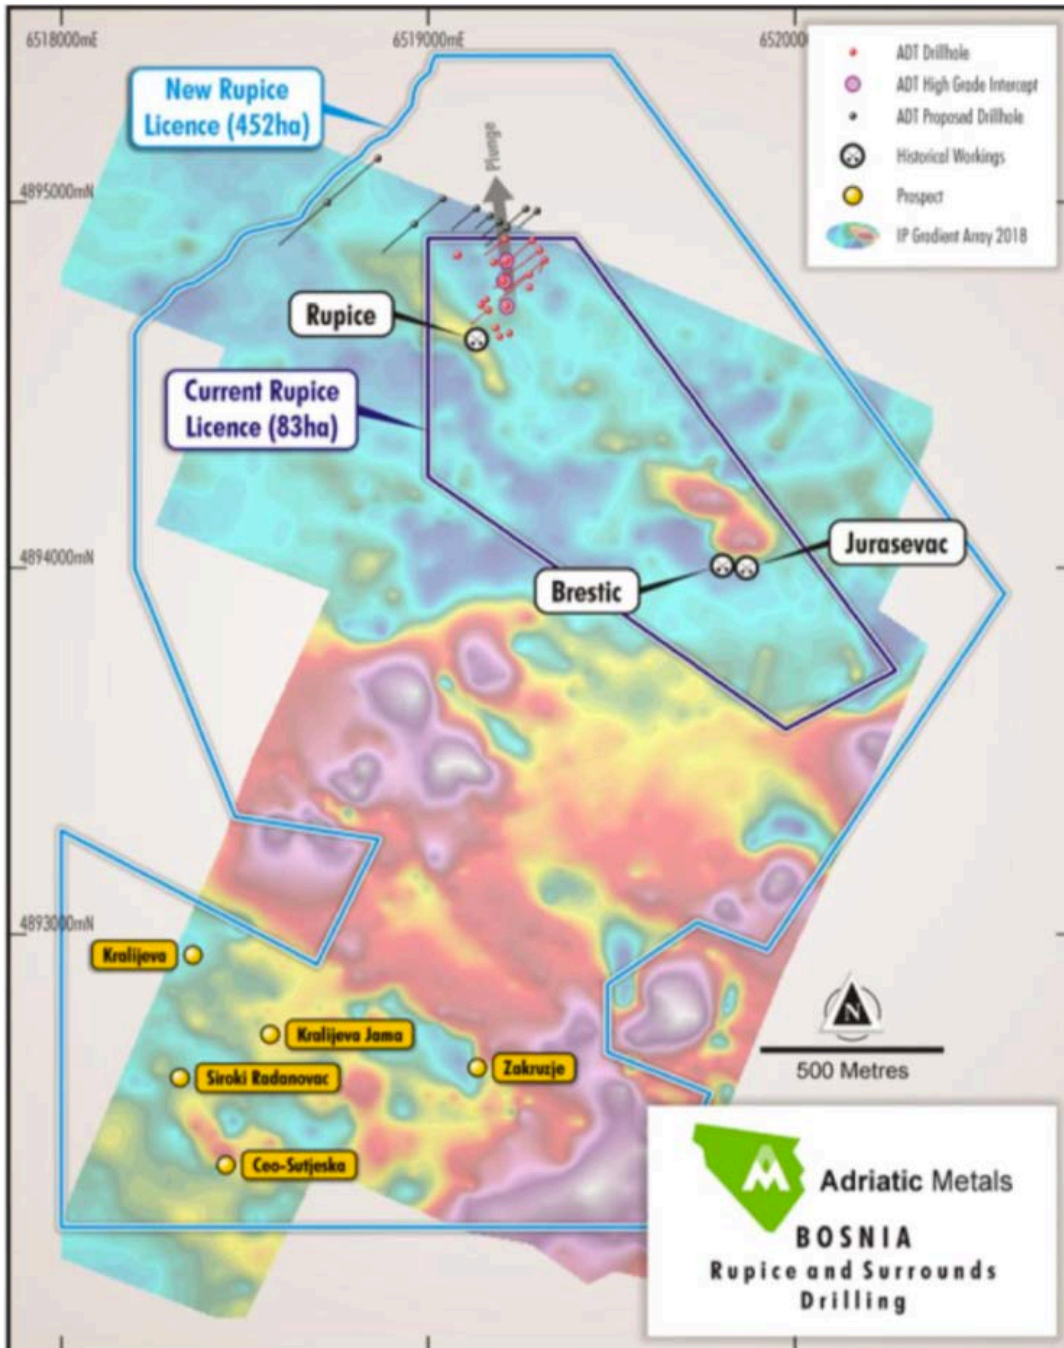 6518000mE
6519000mE
6520000
ADT Drillhole
ADT High Grade Intercept
ADT Proposed Drillhole
Historical Workings
Prospect
IP Gradient Array 2018
New Rupice
Licence (452ha)
Plunge
4895000mN
Rupice
Current Rupice
Licence (83ha)
4894000mN
Jurasevac
Brestic
4893000mN
Kralijeva
Kralijeva Jama
Siroki Radanovac
Zakruzje
Ceo-Sutjeska
N
500 Metres
Adriatic Metals
BOSNIA
Rupice and Surrounds
Drilling